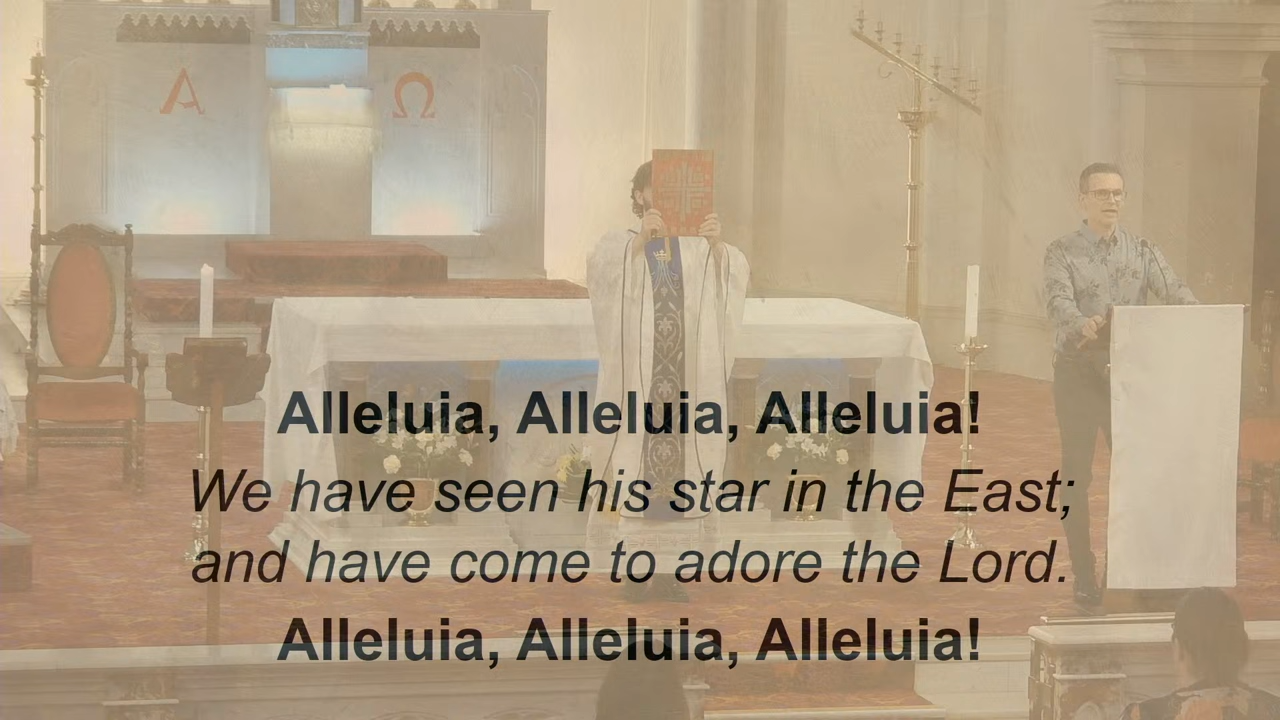 Α Ω
Alleluia, Alleluia, Alleluia!
We have seen his star in the East;
and have come to adore the Lord.
Alleluia, Alleluia, Alleluia!